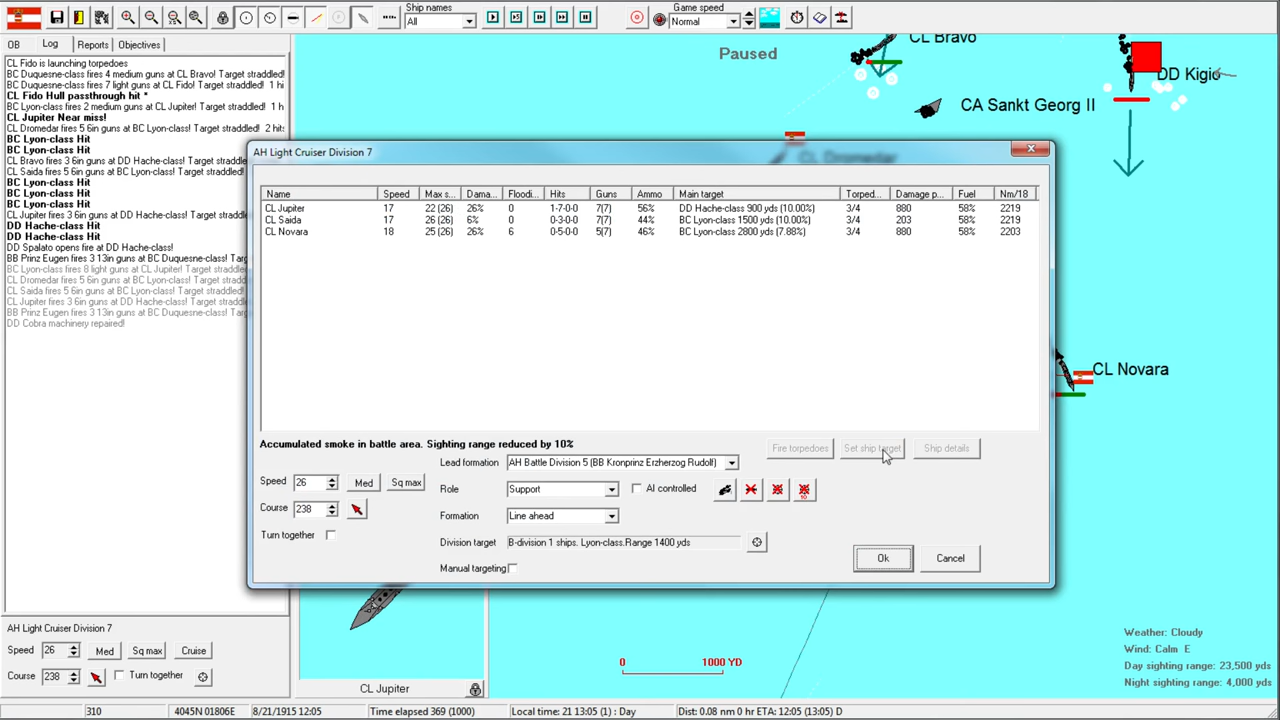 Ship names
All
Game speed
Normal
OB
Log
Reports
Objectives
CL Fido is launching torpedoes
BC Duquesne-class fires 4 medium guns at CL Bravo! Target straddled!
BC Duquesne-class fires 7 light guns at CL Fido! Target straddled! 1 hi
CL Fido Hull passthrough hit *
BC Lyon-class fires 2 medium guns at CL Jupiter! Target straddled! 1 h
CL Jupiter Near miss!
CL Dromedar fires 5 6in guns at BC Lyon-class! Target straddled! 2 hits
BC Lyon-class Hit
BC Lyon-class Hit
CL Bravo fires 3 6in guns at DD Hache-class! Target straddled
CL Saida fires 5 6in guns at BC Lyon-class! Target straddled
BC Lyon-class Hit
BC Lyon-class Hit
BC Lyon-class Hit
CL Jupiter fires 3 6in guns at DD Hache-class! Target straddled
DD Hache-class Hit
DD Hache-class Hit
DD Spalato opens fire at DD Hache-class!
BB Prinz Eugen fires 3 13in guns at BC Duquesne-class! Target
BC Lyon-class fires 8 light guns at CL Jupiter! Target straddled
CL Dromedar fires 5 6in guns at BC Lyon-class! Target straddled
CL Saida fires 5 6in guns at BC Lyon-class! Target straddled
CL Jupiter fires 3 6in guns at DD Hache-class! Target straddled
BB Prinz Eugen fires 3 13in guns at BC Duquesne-class! Target
DD Cobra machinery repaired!
Paused
CL Bravo
DD Kigio
CA Sankt Georg II
CL Dromedar
CL Novara
AH Light Cruiser Division 7
Name Speed Max s... Dama... Floodi... Hits Guns Ammo Main target Torped... Damage p... Fuel Nm/18
CL Jupiter 17 22 (26) 26% 0 1-7-0-0 7(7) 56% DD Hache-class 900 yds (10.00%) 3/4 880 58% 2219
CL Saida 17 26 (26) 6% 0 0-3-0-0 7(7) 44% BC Lyon-class 1500 yds (10.00%) 3/4 203 58% 2219
CL Novara 18 25 (26) 26% 6 0-5-0-0 5(7) 46% BC Lyon-class 2800 yds (7.88%) 3/4 880 58% 2203
Accumulated smoke in battle area. Sighting range reduced by 10%
Fire torpedoes
Set ship target
Ship details
Lead formation AH Battle Division 5 (BB Kronprinz Erzherzog Rudolf)
Speed 26 Med Sq max
Role Support AI controlled
10
Course 238
Formation Line ahead
Turn together
Division target B-division 1 ships. Lyon-class.Range 1400 yds
Manual targeting
Ok
Cancel
AH Light Cruiser Division 7
Speed 26 Med Sq max Cruise
Course 238 Turn together
CL Jupiter
0 1000 YD
Weather: Cloudy
Wind: Calm E
Day sighting range: 23,500 yds
Night sighting range: 4,000 yds
310
4045N 01806E
8/21/1915 12:05
Time elapsed 369 (1000)
Local time: 21 13:05 (1) : Day
Dist: 0.08 nm 0 hr ETA: 12:05 (13:05) D